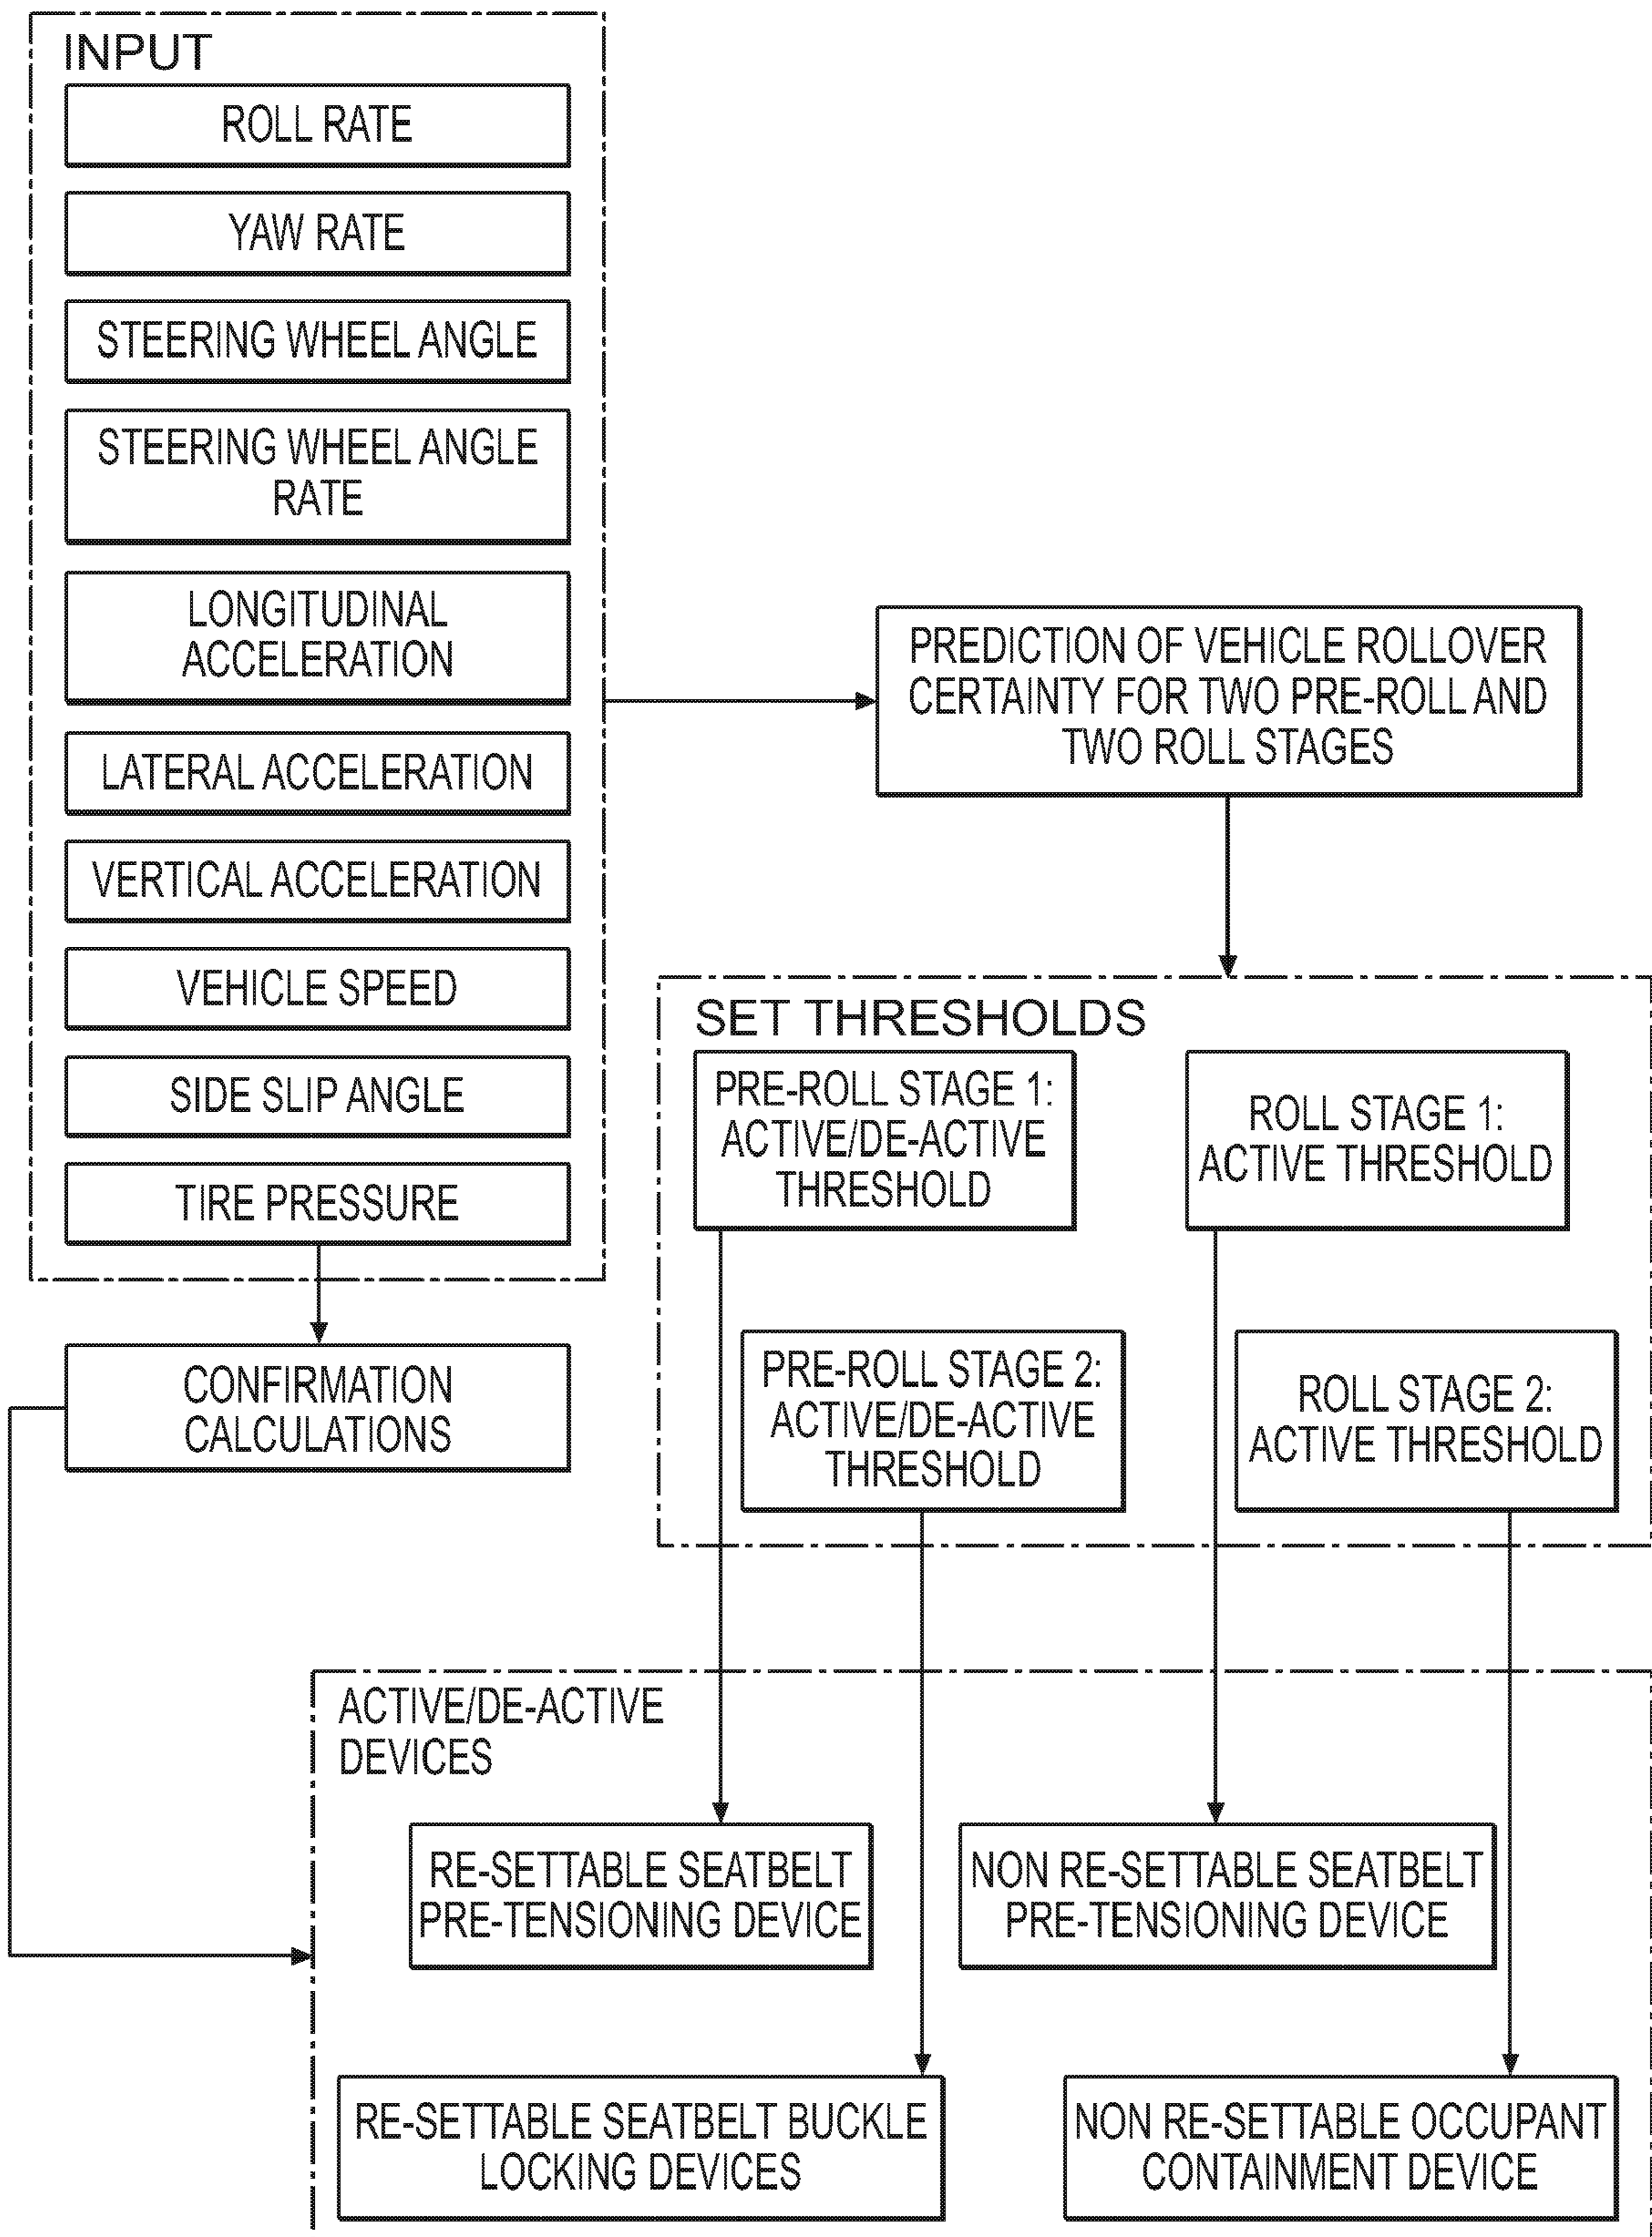 INPUT
ROLL RATE
YAW RATE
STEERING WHEEL ANGLE
STEERING WHEEL ANGLE
RATE
LONGITUDINAL
ACCELERATION
LATERAL ACCELERATION
VERTICAL ACCELERATION
VEHICLE SPEED
SIDE SLIP ANGLE
TIRE PRESSURE
CONFIRMATION
CALCULATIONS
PREDICTION OF VEHICLE ROLLOVER
CERTAINTY FOR TWO PRE-ROLL AND
TWO ROLL STAGES
SET THRESHOLDS
PRE-ROLL STAGE 1:
ACTIVE/DE-ACTIVE
THRESHOLD
ROLL STAGE 1:
ACTIVE THRESHOLD
PRE-ROLL STAGE 2:
ACTIVE/DE-ACTIVE
THRESHOLD
ROLL STAGE 2:
ACTIVE THRESHOLD
ACTIVE/DE-ACTIVE
DEVICES
RE-SETTABLE SEATBELT
PRE-TENSIONING DEVICE
NON RE-SETTABLE SEATBELT
PRE-TENSIONING DEVICE
RE-SETTABLE SEATBELT BUCKLE
LOCKING DEVICES
NON RE-SETTABLE OCCUPANT
CONTAINMENT DEVICE